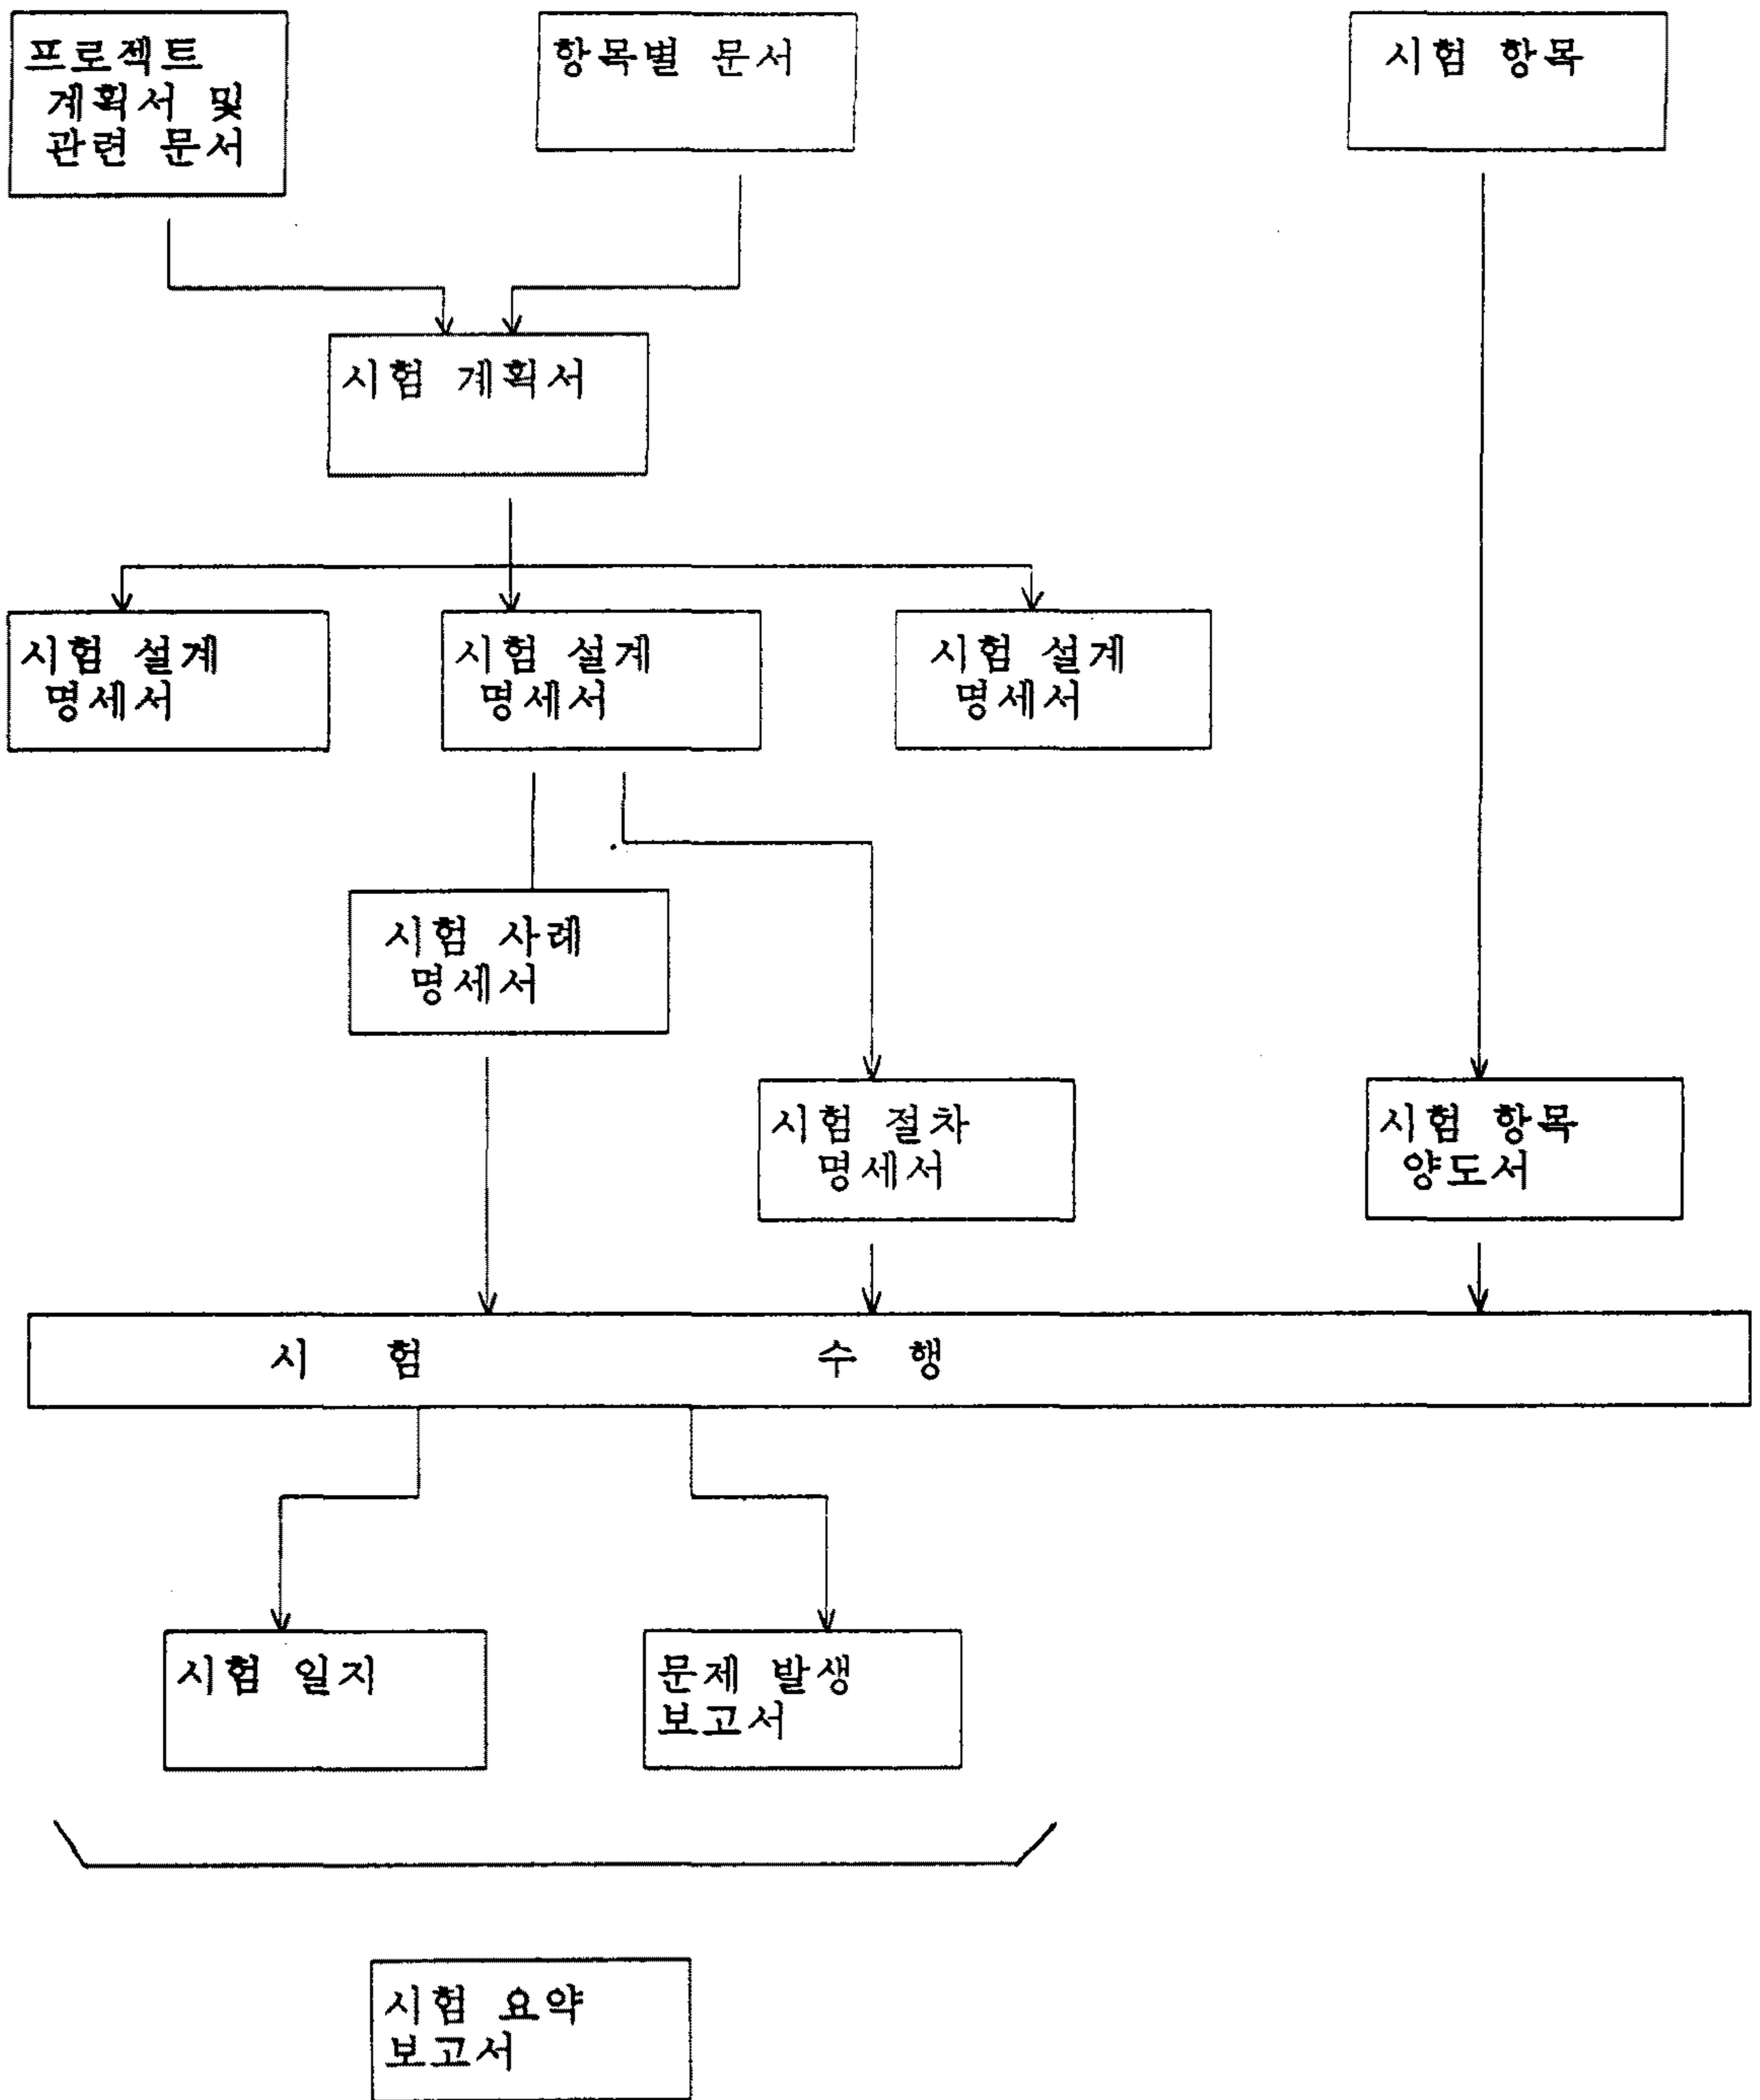 프로젝트
계획서 및
관련 문서
항목별 문서
시험 항목
시험 계획서
시험 설계
명세서
시험 설계
명세서
시험 설계
명세서
시험 사례
명세서
시험 절차
명세서
시험 항목
양도서
시 험 수 행
시험 일지
문제 발생
보고서
시험 요약
보고서